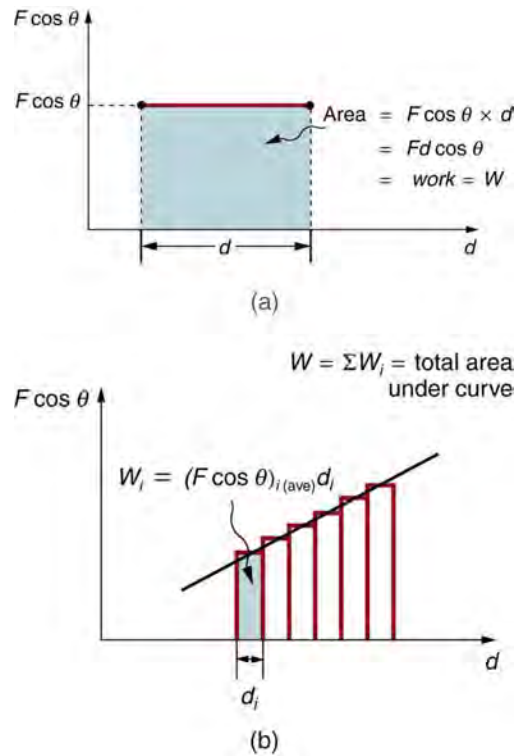 F cos θ
F cos θ
Area = F cos θ × d
= Fd cos θ
= work = W
d
d
(a)
W = ΣWi = total area
under curve
F cos θ
Wi = (F cos θ)i(ave)di
d
di
(b)